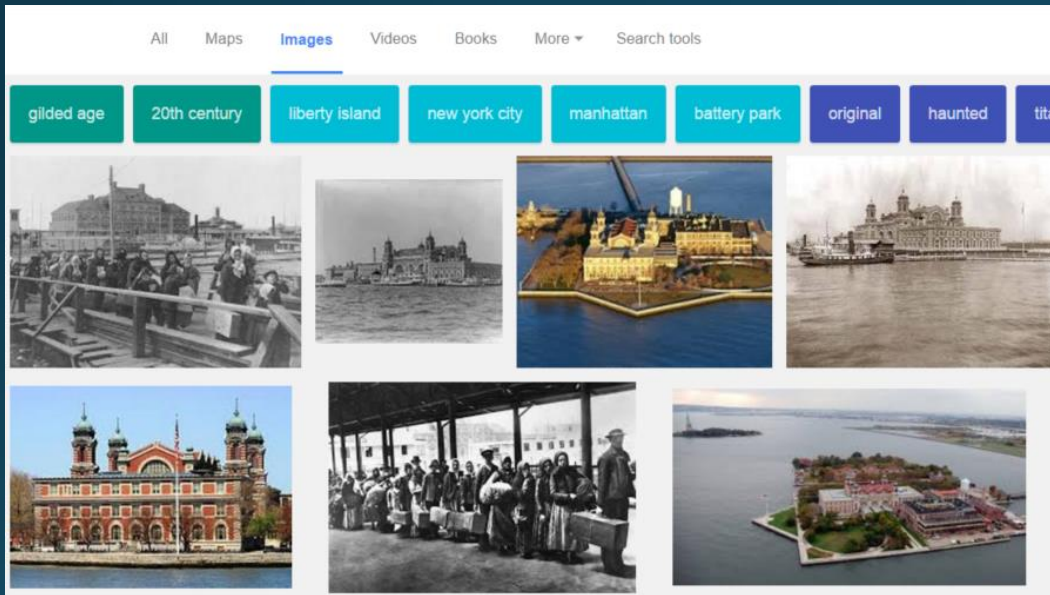 All Maps Images Videos Books More Search tools
gilded age 20th century liberty island new york city manhattan battery park original haunted tita